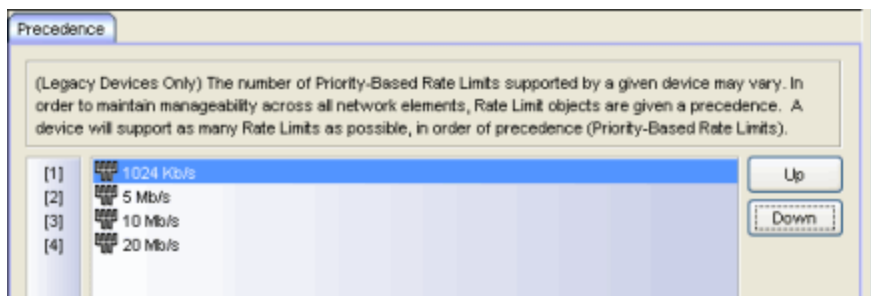 Precedence
(Legacy Devices Only) The number of Priority-Based Rate Limits supported by a given device may vary. In
order to maintain manageability across all network elements, Rate Limit objects are given a precedence. A
device will support as many Rate Limits as possible, in order of precedence (Priority-Based Rate Limits).
[1] 1024 Kb/s Up
[2] 5 Mb/s
[3] 10 Mb/s Down
[4] 20 Mb/s